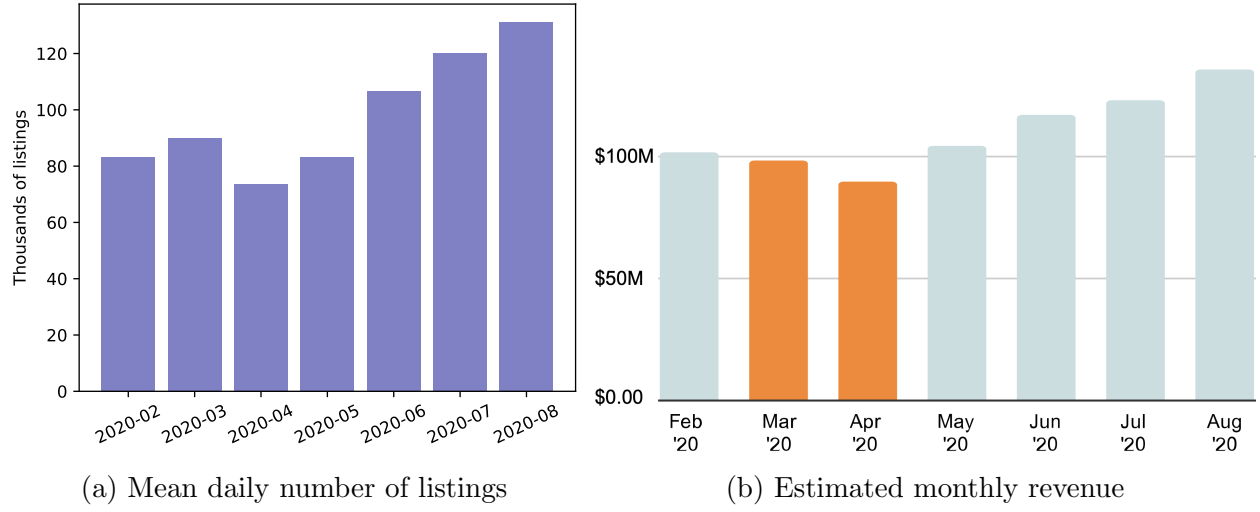 Thousands of listings
120
100
80
60
40
20
0
2020-02 2020-03 2020-04 2020-05 2020-06 2020-07 2020-08
(a) Mean daily number of listings
$100M
$50M
$0.00
Feb Mar Apr May Jun Jul Aug
'20 '20 '20 '20 '20 '20 '20
(b) Estimated monthly revenue